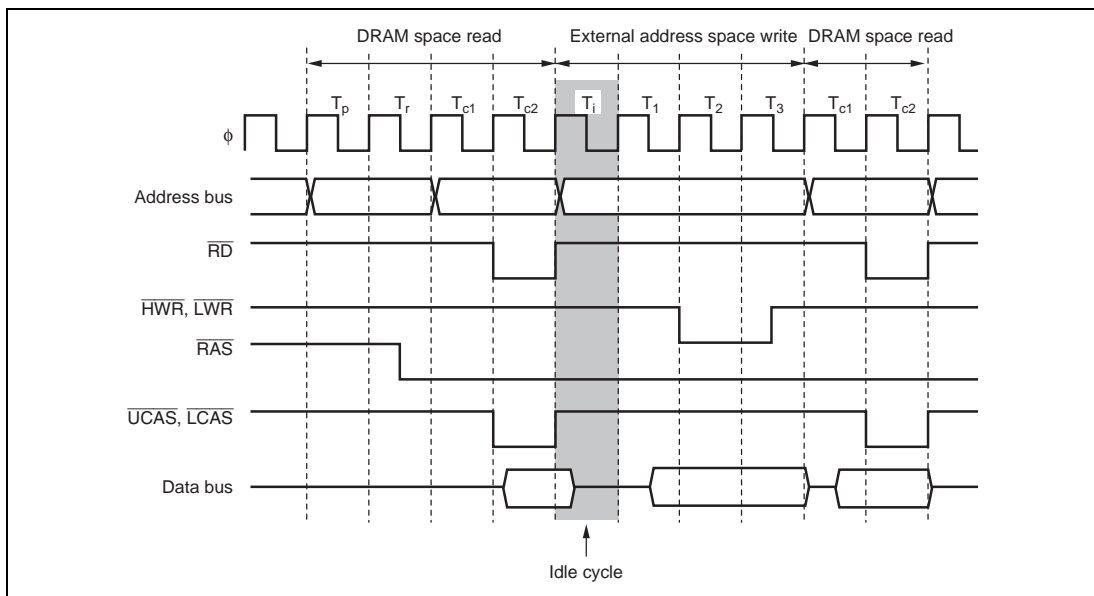 DRAM space read External address space write DRAM space read
Tp Tr Tc1 Tc2 Ti T1 T2 T3 Tc1 Tc2
ϕ
Address bus
RD
HWR, LWR
RAS
UCAS, LCAS
Data bus
Idle cycle